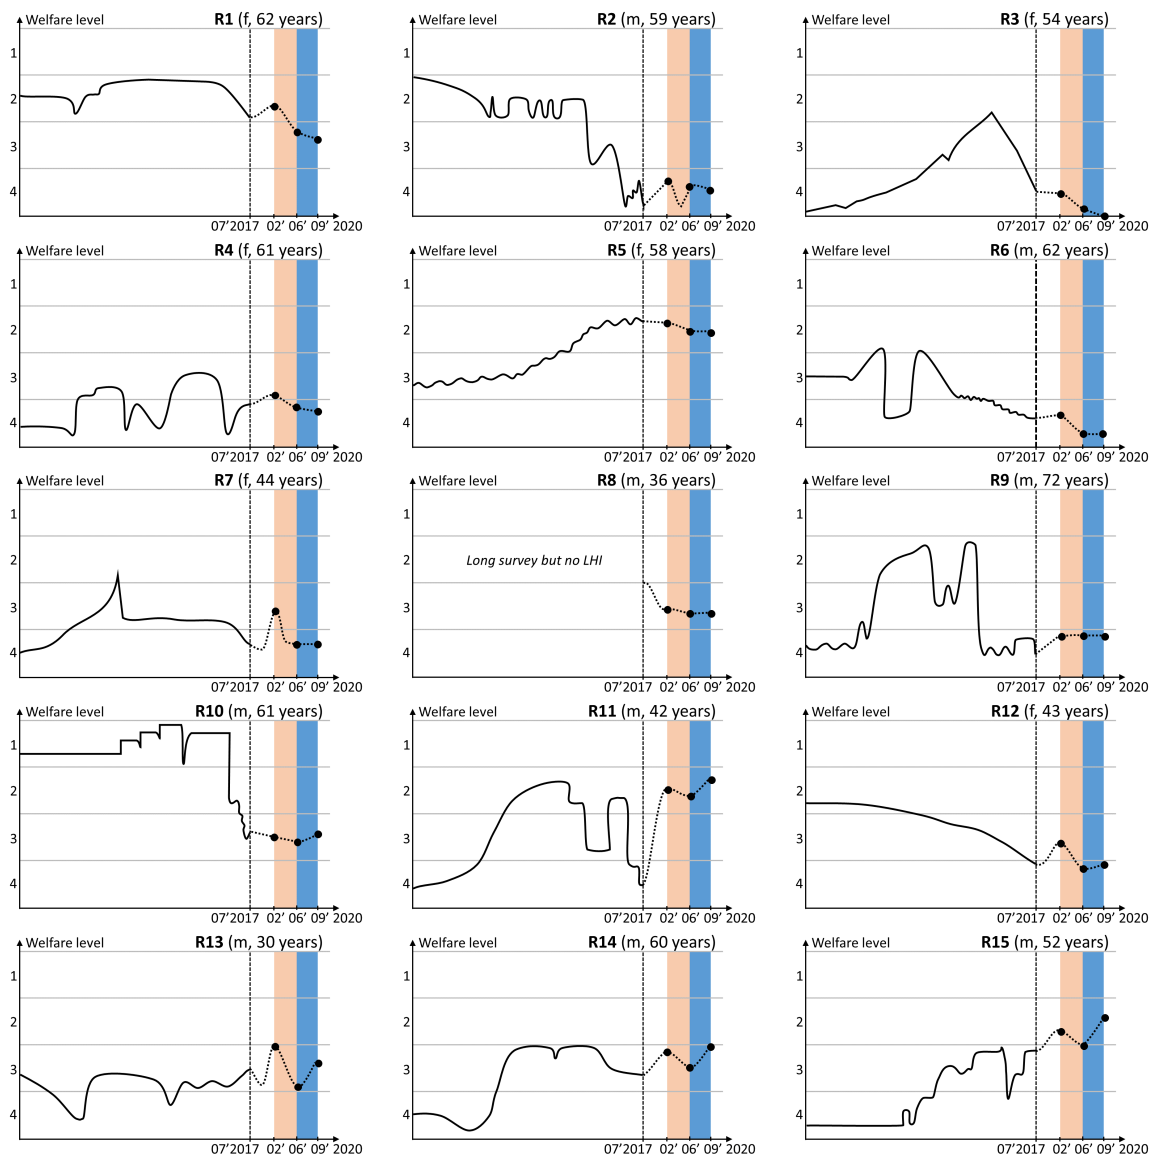 Welfare level R1 (f, 62 years)
1
2
3
4
07'2017 02' 06' 09' 2020
Welfare level R2 (m, 59 years)
1
2
3
4
07'2017 02' 06' 09' 2020
Welfare level R3 (f, 54 years)
1
2
3
4
07'2017 02' 06' 09' 2020
Welfare level R4 (f, 61 years)
1
2
3
4
07'2017 02' 06' 09' 2020
Welfare level R5 (f, 58 years)
1
2
3
4
07'2017 02' 06' 09' 2020
Welfare level R6 (m, 62 years)
1
2
3
4
07'2017 02' 06' 09' 2020
Welfare level R7 (f, 44 years)
1
2
3
4
07'2017 02' 06' 09' 2020
Welfare level R8 (m, 36 years)
1
2
Long survey but no LHI
3
4
07'2017 02' 06' 09' 2020
Welfare level R9 (m, 72 years)
1
2
3
4
07'2017 02' 06' 09' 2020
Welfare level R10 (m, 61 years)
1
2
3
4
07'2017 02' 06' 09' 2020
Welfare level R11 (m, 42 years)
1
2
3
4
07'2017 02' 06' 09' 2020
Welfare level R12 (f, 43 years)
1
2
3
4
07'2017 02' 06' 09' 2020
Welfare level R13 (m, 30 years)
1
2
3
4
07'2017 02' 06' 09' 2020
Welfare level R14 (m, 60 years)
1
2
3
4
07'2017 02' 06' 09' 2020
Welfare level R15 (m, 52 years)
1
2
3
4
07'2017 02' 06' 09' 2020